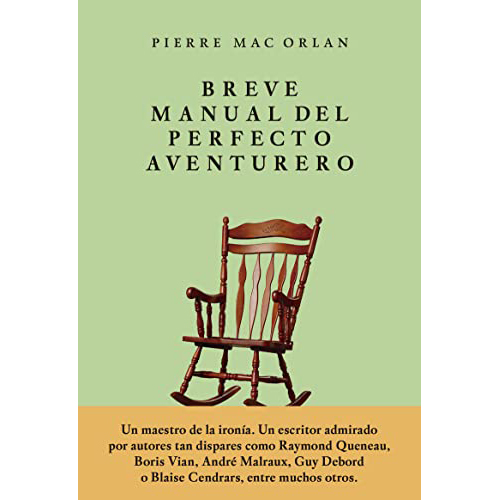 PIERRE MAC ORLAN
BREVE
MANUAL DEL
PERFECTO
AVENTURERO
Un maestro de la ironía. Un escritor admirado
por autores tan dispares como Raymond Queneau,
Boris Vian, André Malraux, Guy Debord
o Blaise Cendrars, entre muchos otros.